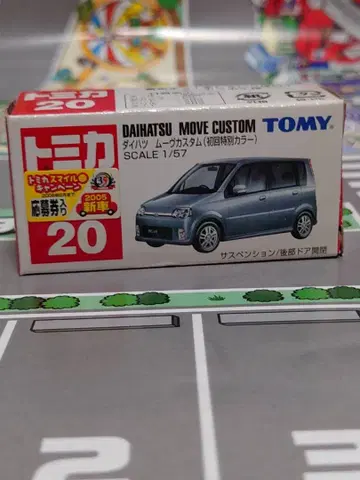 トミカ
20
DAIHATSU MOVE CUSTOM TOMY
ダイハツ ムーヴカスタム(初回特別カラー)
SCALE 1/57
トミカ
トミカスマイル
キャンペーン
応募券入り
2005
新車
20
サスペンション/後部ドア開閉